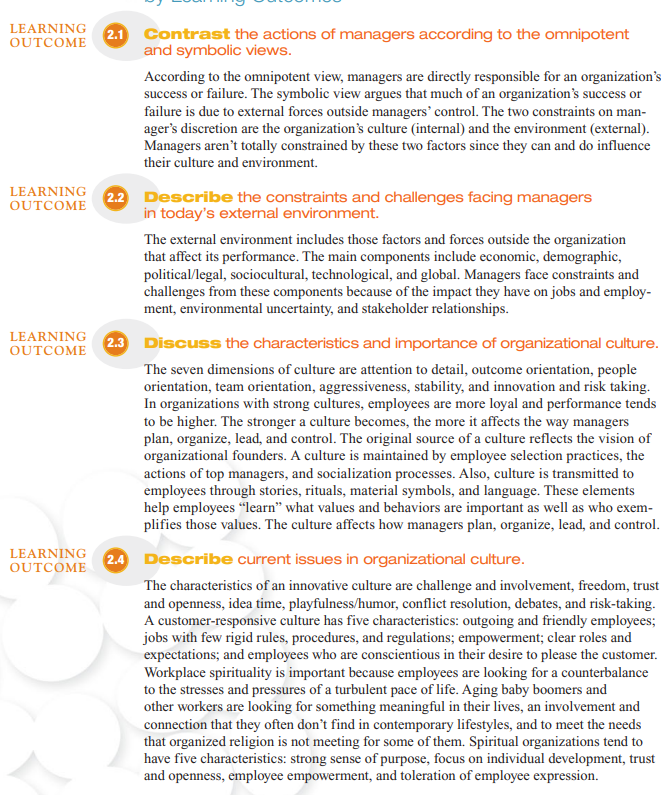 by Learning Outcomes
LEARNING
OUTCOME
2.1
Contrast the actions of managers according to the omnipotent
and symbolic views.
According to the omnipotent view, managers are directly responsible for an organization’s
success or failure. The symbolic view argues that much of an organization’s success or
failure is due to external forces outside managers’ control. The two constraints on man-
ager’s discretion are the organization’s culture (internal) and the environment (external).
Managers aren’t totally constrained by these two factors since they can and do influence
their culture and environment.
LEARNING
OUTCOME
2.2
Describe the constraints and challenges facing managers
in today’s external environment.
The external environment includes those factors and forces outside the organization
that affect its performance. The main components include economic, demographic,
political/legal, sociocultural, technological, and global. Managers face constraints and
challenges from these components because of the impact they have on jobs and employ-
ment, environmental uncertainty, and stakeholder relationships.
LEARNING
OUTCOME
2.3
Discuss the characteristics and importance of organizational culture.
The seven dimensions of culture are attention to detail, outcome orientation, people
orientation, team orientation, aggressiveness, stability, and innovation and risk taking.
In organizations with strong cultures, employees are more loyal and performance tends
to be higher. The stronger a culture becomes, the more it affects the way managers
plan, organize, lead, and control. The original source of a culture reflects the vision of
organizational founders. A culture is maintained by employee selection practices, the
actions of top managers, and socialization processes. Also, culture is transmitted to
employees through stories, rituals, material symbols, and language. These elements
help employees “learn” what values and behaviors are important as well as who exem-
plifies those values. The culture affects how managers plan, organize, lead, and control.
LEARNING
OUTCOME
2.4
Describe current issues in organizational culture.
The characteristics of an innovative culture are challenge and involvement, freedom, trust
and openness, idea time, playfulness/humor, conflict resolution, debates, and risk-taking.
A customer-responsive culture has five characteristics: outgoing and friendly employees;
jobs with few rigid rules, procedures, and regulations; empowerment; clear roles and
expectations; and employees who are conscientious in their desire to please the customer.
Workplace spirituality is important because employees are looking for a counterbalance
to the stresses and pressures of a turbulent pace of life. Aging baby boomers and
other workers are looking for something meaningful in their lives, an involvement and
connection that they often don’t find in contemporary lifestyles, and to meet the needs
that organized religion is not meeting for some of them. Spiritual organizations tend to
have five characteristics: strong sense of purpose, focus on individual development, trust
and openness, employee empowerment, and toleration of employee expression.